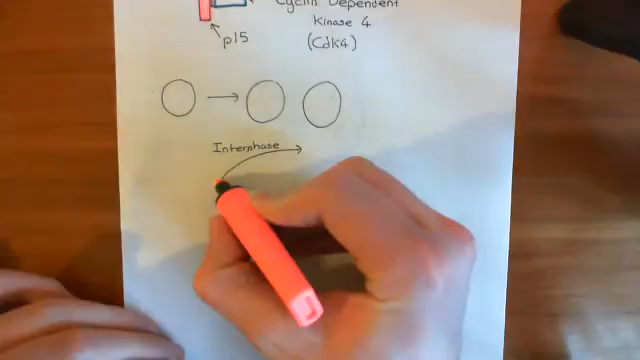 Cyclin Dependent
Kinase 4
p15
(Cdk4)
Interphase